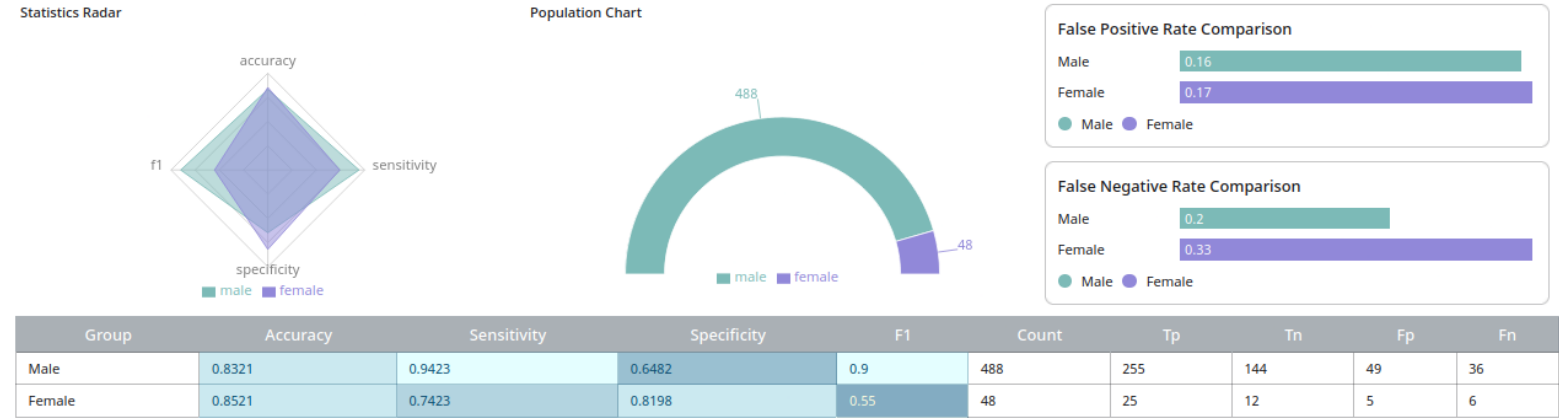 Statistics Radar
accuracy
f1
sensitivity
specificity
male female
Population Chart
488
48
male female
False Positive Rate Comparison
Male 0.16
Female 0.17
Male Female
False Negative Rate Comparison
Male 0.2
Female 0.33
Male Female
Group Accuracy Sensitivity Specificity F1 Count Tp Tn Fp Fn
Male 0.8321 0.9423 0.6482 0.9 488 255 144 49 36
Female 0.8521 0.7423 0.8198 0.55 48 25 12 5 6